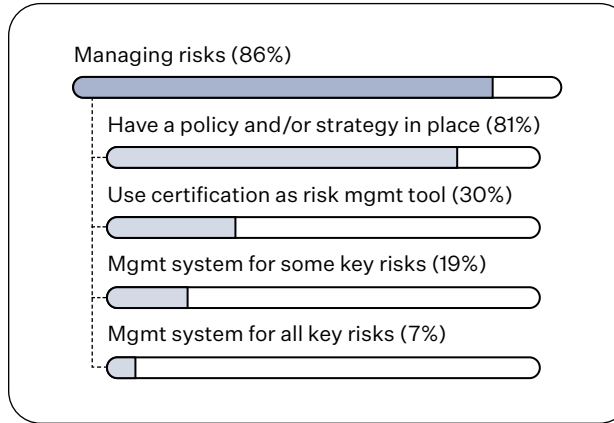 Managing risks (86%)
Have a policy and/or strategy in place (81%)
Use certification as risk mgmt tool (30%)
Mgmt system for some key risks (19%)
Mgmt system for all key risks (7%)